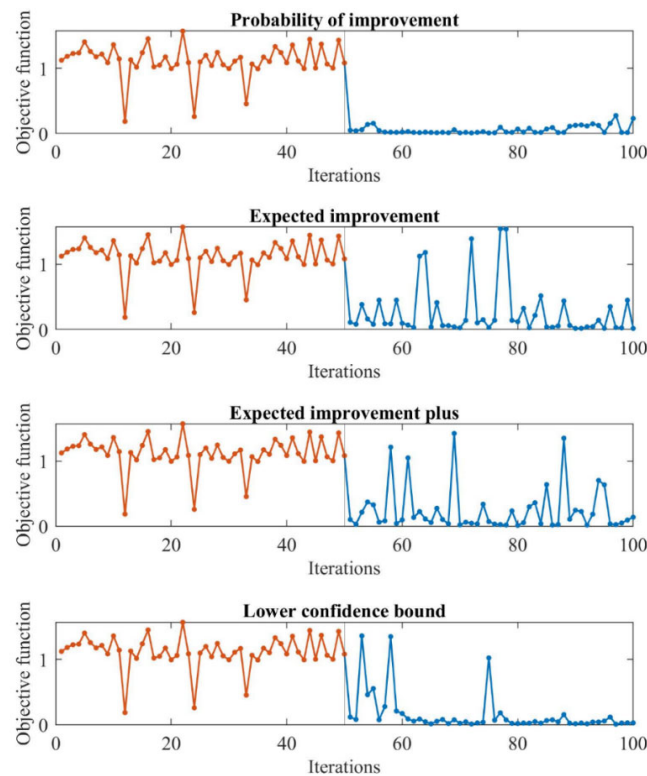 Probability of improvement
Objective function
1
0
0 20 40 60 80 100
Iterations
Expected improvement
Objective function
1
0
0 20 40 60 80 100
Iterations
Expected improvement plus
Objective function
1
0
0 20 40 60 80 100
Iterations
Lower confidence bound
Objective function
1
0
0 20 40 60 80 100
Iterations